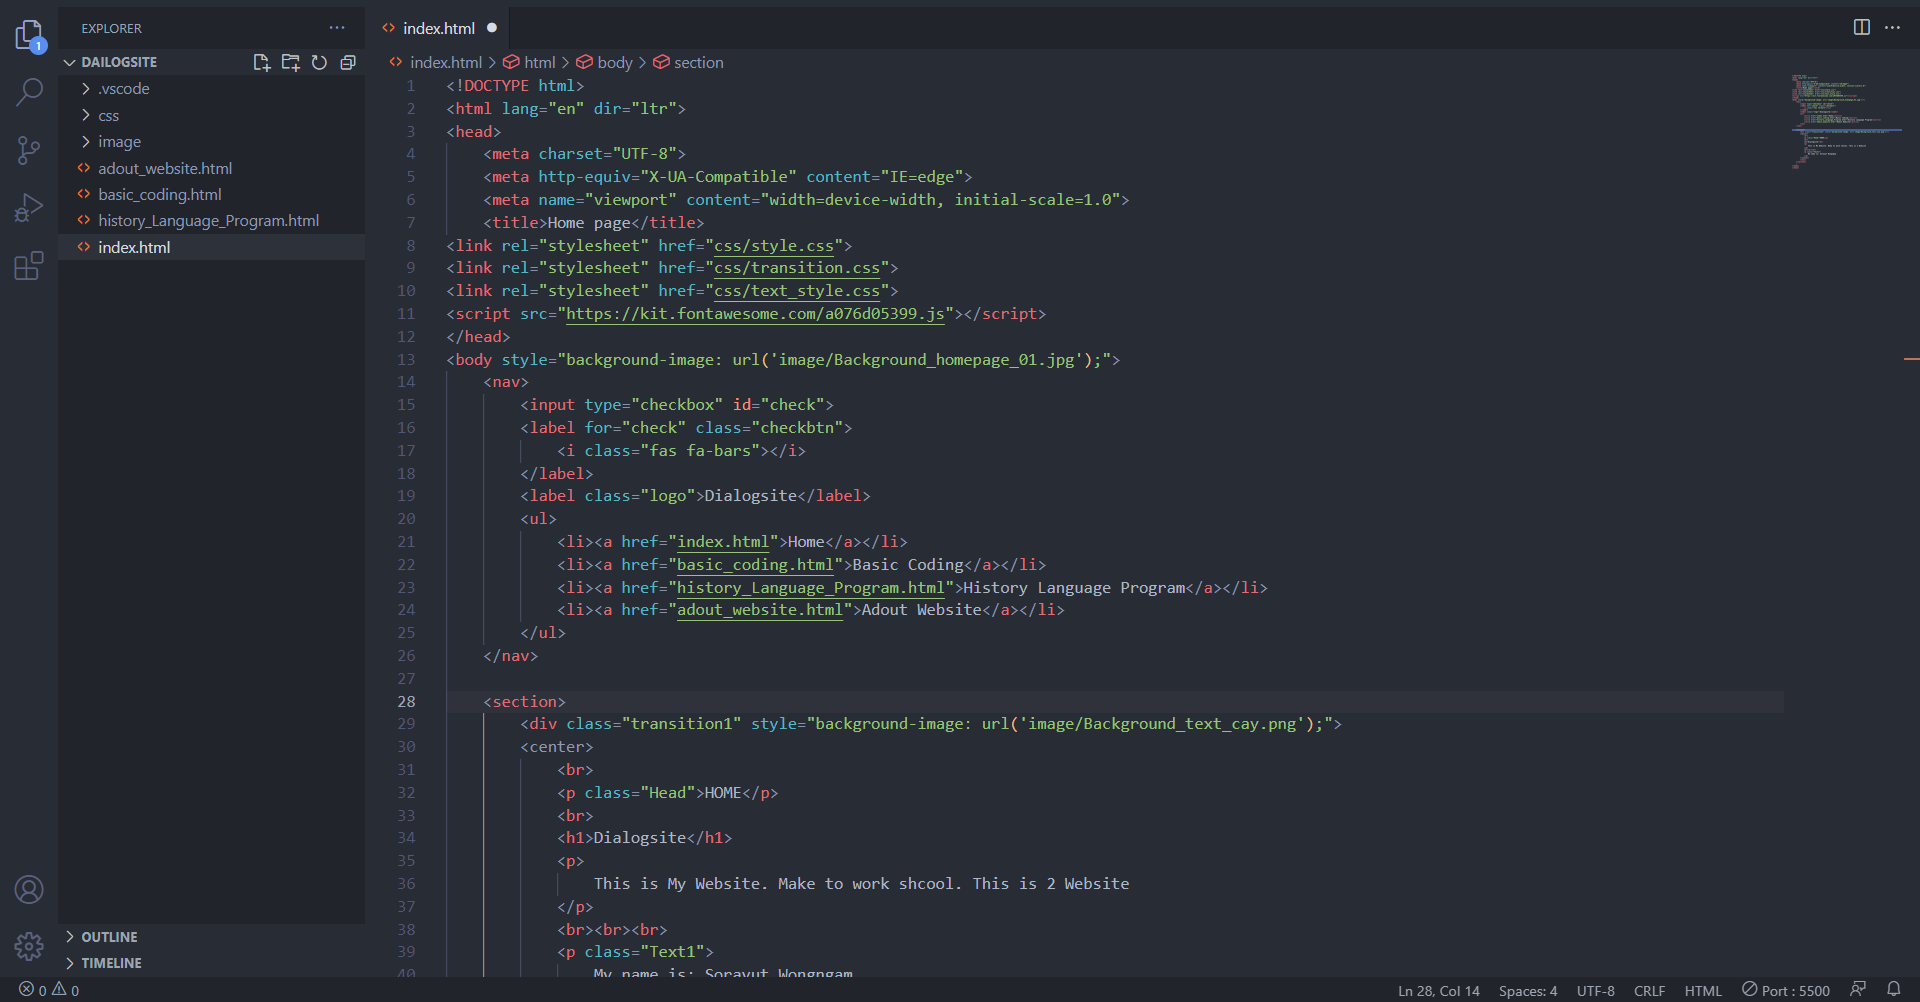 EXPLORER
1
DAILOGSITE
.vscode
css
image
adout_website.html
basic_coding.html
history_Language_Program.html
index.html
OUTLINE
TIMELINE
index.html
index.html > html > body > section
1 <!DOCTYPE html>
2 <html lang="en" dir="ltr">
3 <head>
4     <meta charset="UTF-8">
5     <meta http-equiv="X-UA-Compatible" content="IE=edge">
6     <meta name="viewport" content="width=device-width, initial-scale=1.0">
7     <title>Home page</title>
8 <link rel="stylesheet" href="css/style.css">
9 <link rel="stylesheet" href="css/transition.css">
10 <link rel="stylesheet" href="css/text_style.css">
11 <script src="https://kit.fontawesome.com/a076d05399.js"></script>
12 </head>
13 <body style="background-image: url('image/Background_homepage_01.jpg');">
14     <nav>
15         <input type="checkbox" id="check">
16         <label for="check" class="checkbtn">
17             <i class="fas fa-bars"></i>
18         </label>
19         <label class="logo">Dialogsite</label>
20         <ul>
21             <li><a href="index.html">Home</a></li>
22             <li><a href="basic_coding.html">Basic Coding</a></li>
23             <li><a href="history_Language_Program.html">History Language Program</a></li>
24             <li><a href="adout_website.html">Adout Website</a></li>
25         </ul>
26     </nav>
27
28     <section>
29         <div class="transition1" style="background-image: url('image/Background_text_cay.png');">
30         <center>
31             <br>
32             <p class="Head">HOME</p>
33             <br>
34             <h1>Dialogsite</h1>
35             <p>
36                 This is My Website. Make to work shcool. This is 2 Website
37             </p>
38             <br><br><br>
39             <p class="Text1">
40                 My name is: Soravut Wongngam
0 0
Ln 28, Col 14
Spaces: 4
UTF-8
CRLF
HTML
Port : 5500